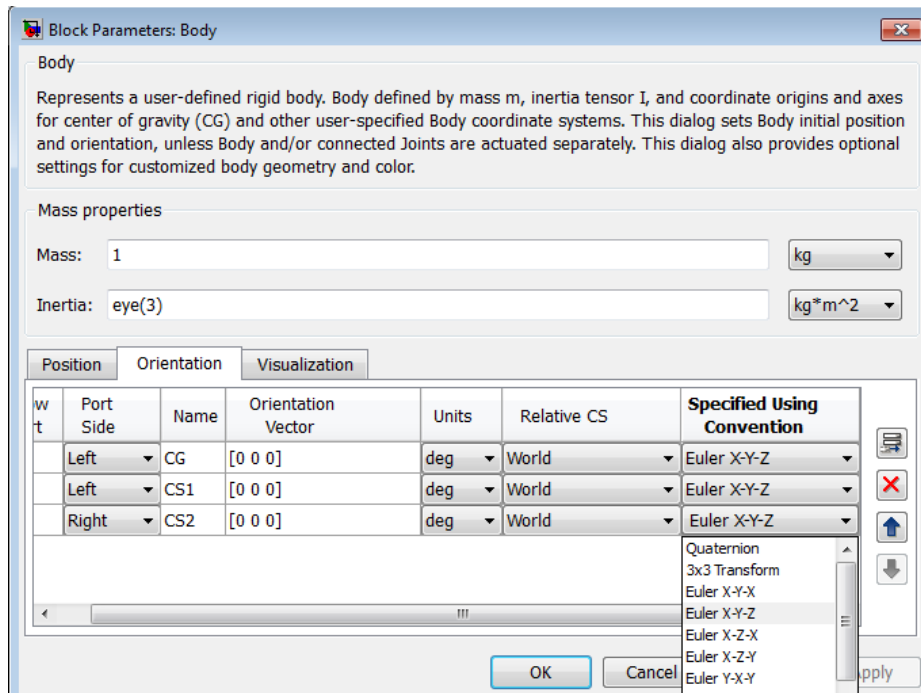 Block Parameters: Body
Body
Represents a user-defined rigid body. Body defined by mass m, inertia tensor I, and coordinate origins and axes
for center of gravity (CG) and other user-specified Body coordinate systems. This dialog sets Body initial position
and orientation, unless Body and/or connected Joints are actuated separately. This dialog also provides optional
settings for customized body geometry and color.
Mass properties
Mass: 1 kg
Inertia: eye(3) kg*m^2
Position Orientation Visualization
w Port Orientation Specified Using
t Side Name Vector Units Relative CS Convention
Left CG [0 0 0] deg World Euler X-Y-Z
Left CS1 [0 0 0] deg World Euler X-Y-Z
Right CS2 [0 0 0] deg World Euler X-Y-Z
Quaternion
3x3 Transform
Euler X-Y-X
Euler X-Y-Z
Euler X-Z-X
Euler X-Z-Y
Euler Y-X-Y
OK Cancel pply